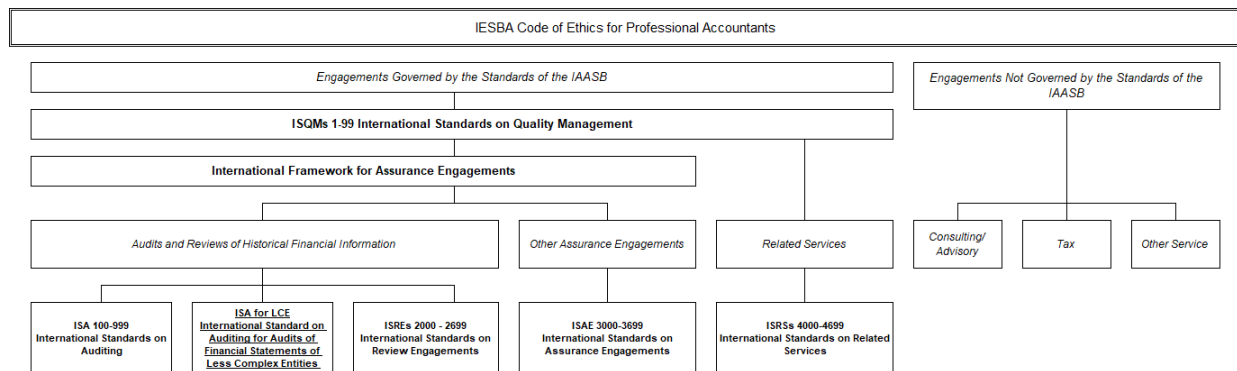 IESBA Code of Ethics for Professional Accountants
Engagements Governed by the Standards of the IAASB
Engagements Not Governed by the Standards of the
IAASB
ISQMs 1-99 International Standards on Quality Management
International Framework for Assurance Engagements
Audits and Reviews of Historical Financial Information
Other Assurance Engagements
Related Services
Consulting/
Advisory
Tax
Other Service
ISA 100-999
International Standards on
Auditing
ISA for LCE
International Standard on
Auditing for Audits of
Financial Statements of
Less Complex Entities
ISREs 2000 - 2699
International Standards on
Review Engagements
ISAE 3000-3699
International Standards on
Assurance Engagements
ISRSs 4000-4699
International Standards on Related
Services